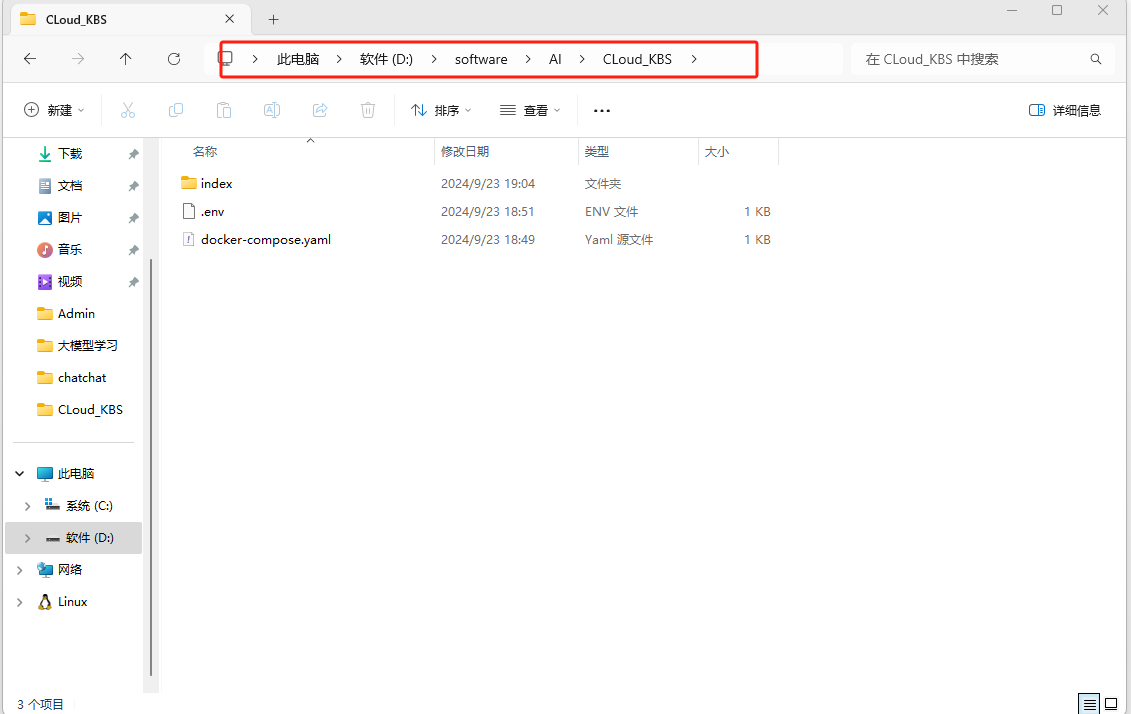 CLoud_KBS
此电脑 软件 (D:) software AI CLoud_KBS
在 CLoud_KBS 中搜索
新建 排序 查看 ... 详细信息
名称 修改日期 类型 大小
index 2024/9/23 19:04 文件夹
.env 2024/9/23 18:51 ENV 文件 1 KB
docker-compose.yaml 2024/9/23 18:49 Yaml 源文件 1 KB
下载
文档
图片
音乐
视频
Admin
大模型学习
chatchat
CLoud_KBS
此电脑
系统 (C:)
软件 (D:)
网络
Linux
3 个项目